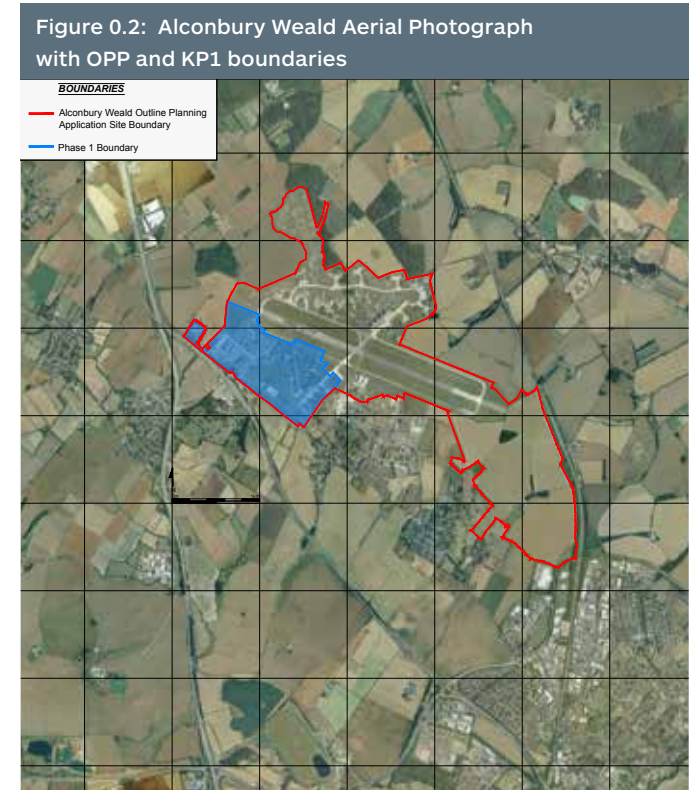 Figure 0.2: Alconbury Weald Aerial Photograph
with OPP and KP1 boundaries
BOUNDARIES
Alconbury Weald Outline Planning
Application Site Boundary
Phase 1 Boundary